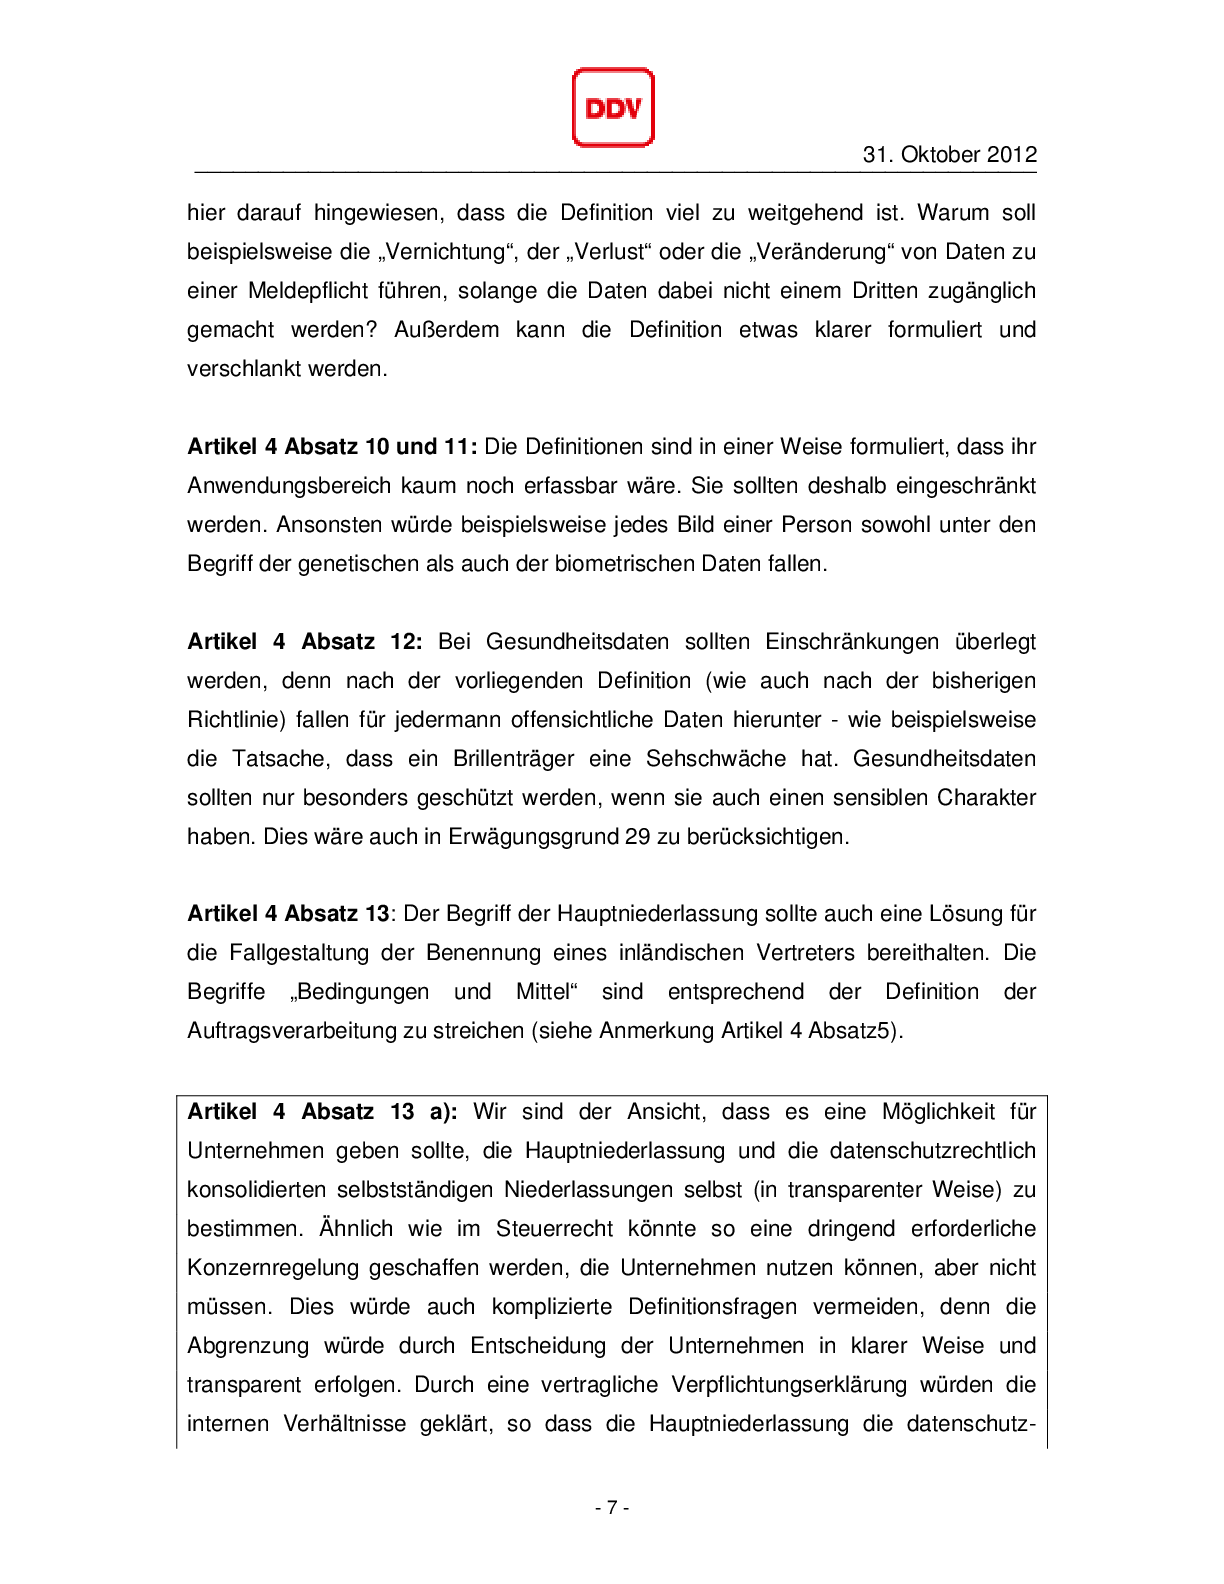 DDV
31. Oktober 2012
hier darauf hingewiesen, dass die Definition viel zu weitgehend ist. Warum soll
beispielsweise die „Vernichtung“, der „Verlust“ oder die „Veränderung“ von Daten zu
einer Meldepflicht führen, solange die Daten dabei nicht einem Dritten zugänglich
gemacht werden? Außerdem kann die Definition etwas klarer formuliert und
verschlankt werden.
Artikel 4 Absatz 10 und 11: Die Definitionen sind in einer Weise formuliert, dass ihr
Anwendungsbereich kaum noch erfassbar wäre. Sie sollten deshalb eingeschränkt
werden. Ansonsten würde beispielsweise jedes Bild einer Person sowohl unter den
Begriff der genetischen als auch der biometrischen Daten fallen.
Artikel 4 Absatz 12: Bei Gesundheitsdaten sollten Einschränkungen überlegt
werden, denn nach der vorliegenden Definition (wie auch nach der bisherigen
Richtlinie) fallen für jedermann offensichtliche Daten hierunter - wie beispielsweise
die Tatsache, dass ein Brillenträger eine Sehschwäche hat. Gesundheitsdaten
sollten nur besonders geschützt werden, wenn sie auch einen sensiblen Charakter
haben. Dies wäre auch in Erwägungsgrund 29 zu berücksichtigen.
Artikel 4 Absatz 13: Der Begriff der Hauptniederlassung sollte auch eine Lösung für
die Fallgestaltung der Benennung eines inländischen Vertreters bereithalten. Die
Begriffe „Bedingungen und Mittel“ sind entsprechend der Definition der
Auftragsverarbeitung zu streichen (siehe Anmerkung Artikel 4 Absatz5).
Artikel 4 Absatz 13 a): Wir sind der Ansicht, dass es eine Möglichkeit für
Unternehmen geben sollte, die Hauptniederlassung und die datenschutzrechtlich
konsolidierten selbstständigen Niederlassungen selbst (in transparenter Weise) zu
bestimmen. Ähnlich wie im Steuerrecht könnte so eine dringend erforderliche
Konzernregelung geschaffen werden, die Unternehmen nutzen können, aber nicht
müssen. Dies würde auch komplizierte Definitionsfragen vermeiden, denn die
Abgrenzung würde durch Entscheidung der Unternehmen in klarer Weise und
transparent erfolgen. Durch eine vertragliche Verpflichtungserklärung würden die
internen Verhältnisse geklärt, so dass die Hauptniederlassung die datenschutz-
- 7 -